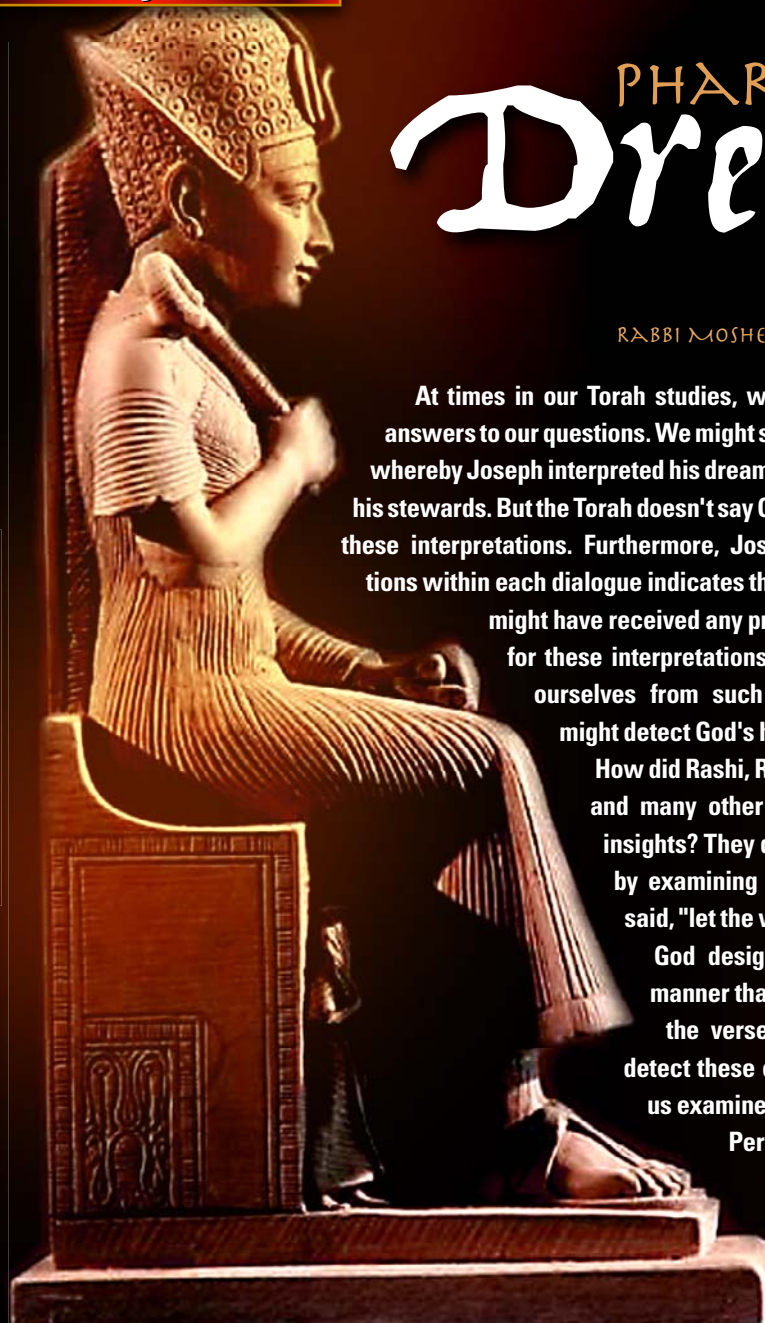 PHAR
Dre
RABBI MOSHE
At times in our Torah studies, w
answers to our questions. We might s
whereby Joseph interpreted his dream
his stewards. But the Torah doesn't say
these interpretations. Furthermore, Jos
tions within each dialogue indicates th
might have received any pr
for these interpretations
ourselves from such
might detect God's h
How did Rashi, R
and many other
insights? They
by examining
said, "let the v
God desig
manner tha
the verse
detect these
us examine
Per